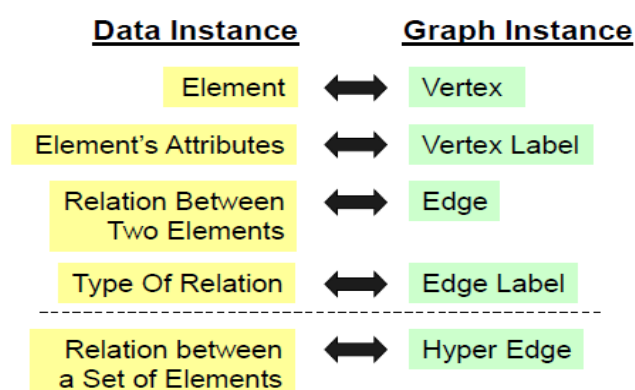 Data Instance Graph Instance
Element Vertex
Element's Attributes Vertex Label
Relation Between Edge
Two Elements
Type Of Relation Edge Label
Relation between Hyper Edge
a Set of Elements